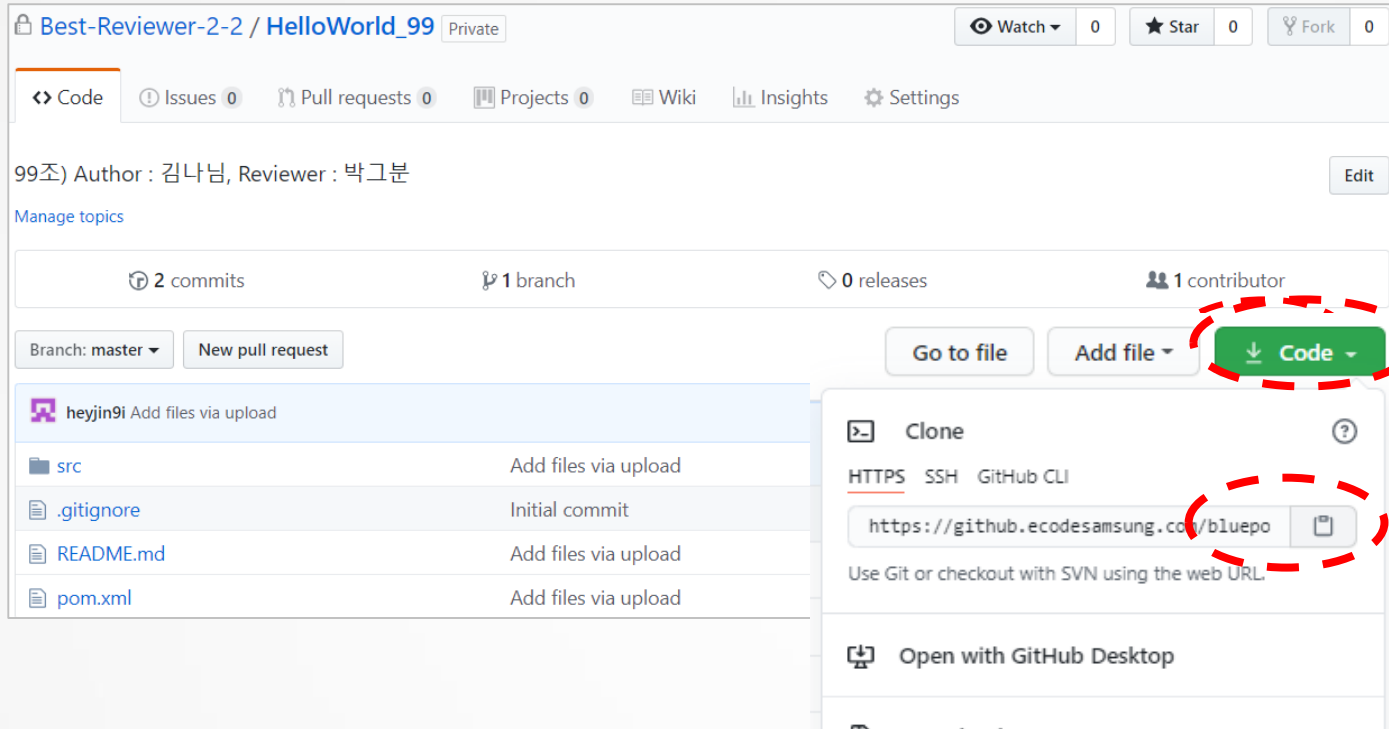 Best-Reviewer-2-2 / HelloWorld_99 Private
Watch 0 Star 0 Fork 0
Code Issues 0 Pull requests 0 Projects 0 Wiki Insights Settings
99조) Author : 김나님, Reviewer : 박그분
Edit
Manage topics
2 commits 1 branch 0 releases 1 contributor
Branch: master New pull request Go to file Add file Code
heyjin9i Add files via upload
src Add files via upload
.gitignore Initial commit
README.md Add files via upload
pom.xml Add files via upload
Clone
HTTPS SSH GitHub CLI
https://github.ecodesamsung.com/bluepo
Use Git or checkout with SVN using the web URL.
Open with GitHub Desktop